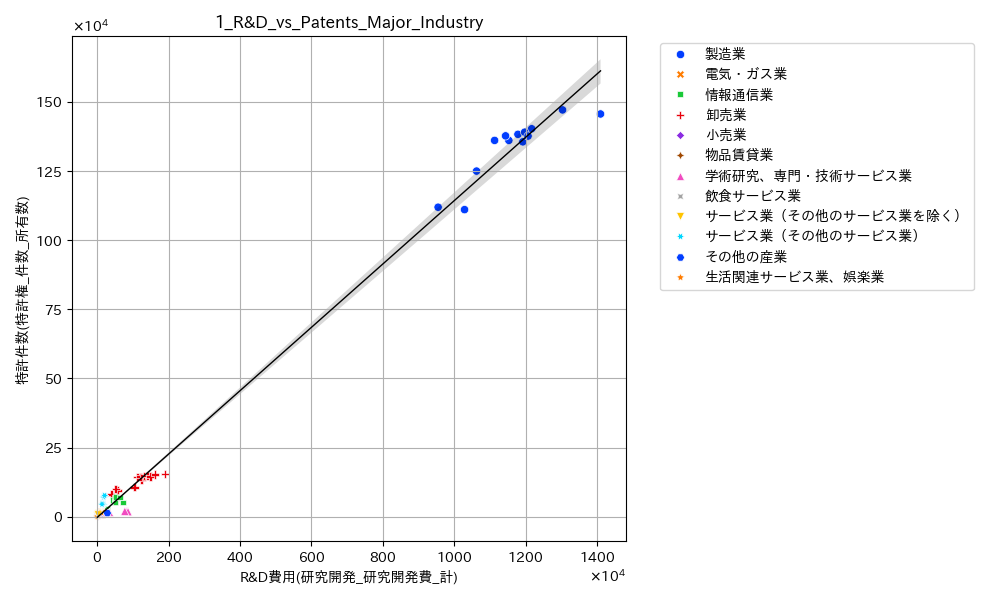 1_R&D_vs_Patents_Major_Industry
×10⁴
150
125
100
75
50
25
0
特許件数(特許権_件数_所有数)
0 200 400 600 800 1000 1200 1400
×10⁴
R&D費用(研究開発_研究開発費_計)
製造業
電気・ガス業
情報通信業
卸売業
小売業
物品賃貸業
学術研究、専門・技術サービス業
飲食サービス業
サービス業（その他のサービス業を除く）
サービス業（その他のサービス業）
その他の産業
生活関連サービス業、娯楽業